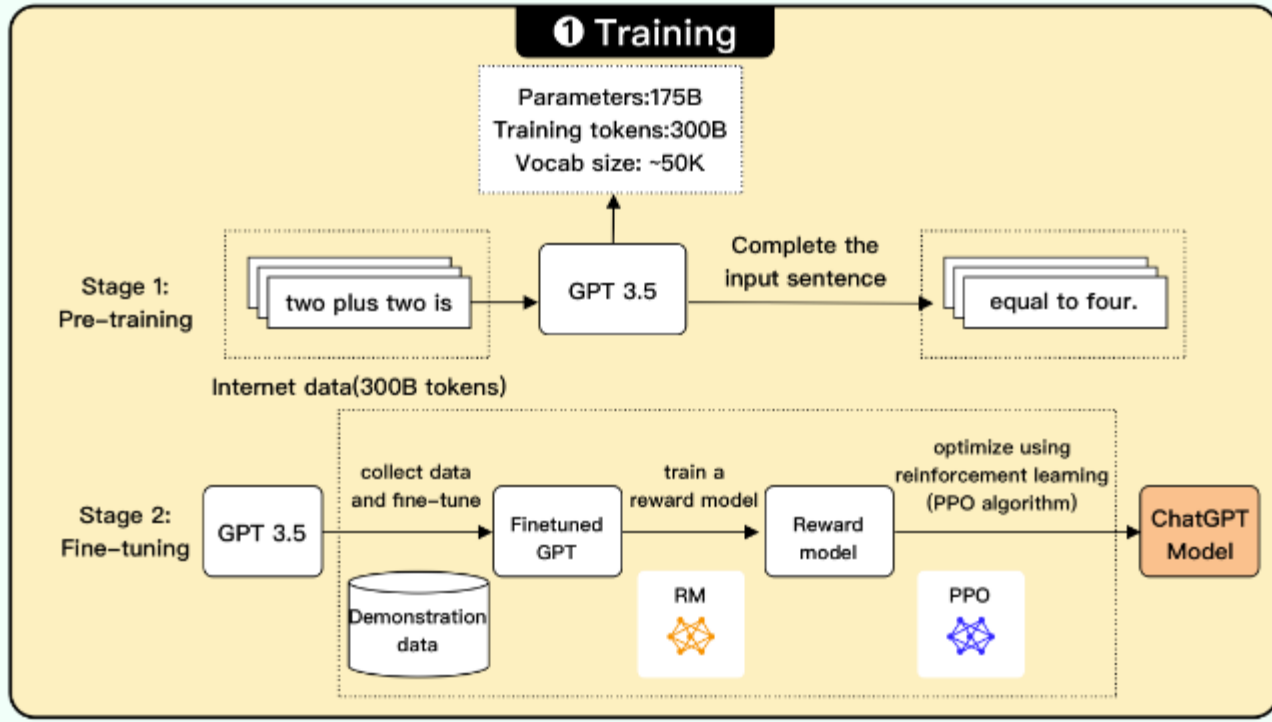 ❶ Training
Parameters:175B
Training tokens:300B
Vocab size: ~50K
Stage 1:
Pre-training
two plus two is
GPT 3.5
Complete the
input sentence
equal to four.
Internet data(300B tokens)
Stage 2:
Fine-tuning
GPT 3.5
collect data
and fine-tune
Demonstration
data
Finetuned
GPT
train a
reward model
RM
Reward
model
optimize using
reinforcement learning
(PPO algorithm)
PPO
ChatGPT
Model